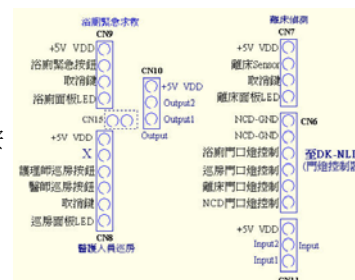 浴廁緊急求救
CN9
+5V VDD
浴廁緊急按鈕
取消鍵
浴廁面板LED
CN10
+5V VDD
Output2
Output1
Output
CN15
+5V VDD
X
護理師巡房按鈕
醫師巡房按鈕
取消鍵
巡房面板LED
CN8
醫護人員巡房
離床偵測
CN7
+5V VDD
離床Sensor
取消鍵
離床面板LED
NCD-GND
NCD-GND
浴廁門口燈控制
巡房門口燈控制
離床門口燈控制
NCD門口燈控制
CN6
至DK-NLI
(門燈控制器
+5V VDD
Input2
Input1
Input